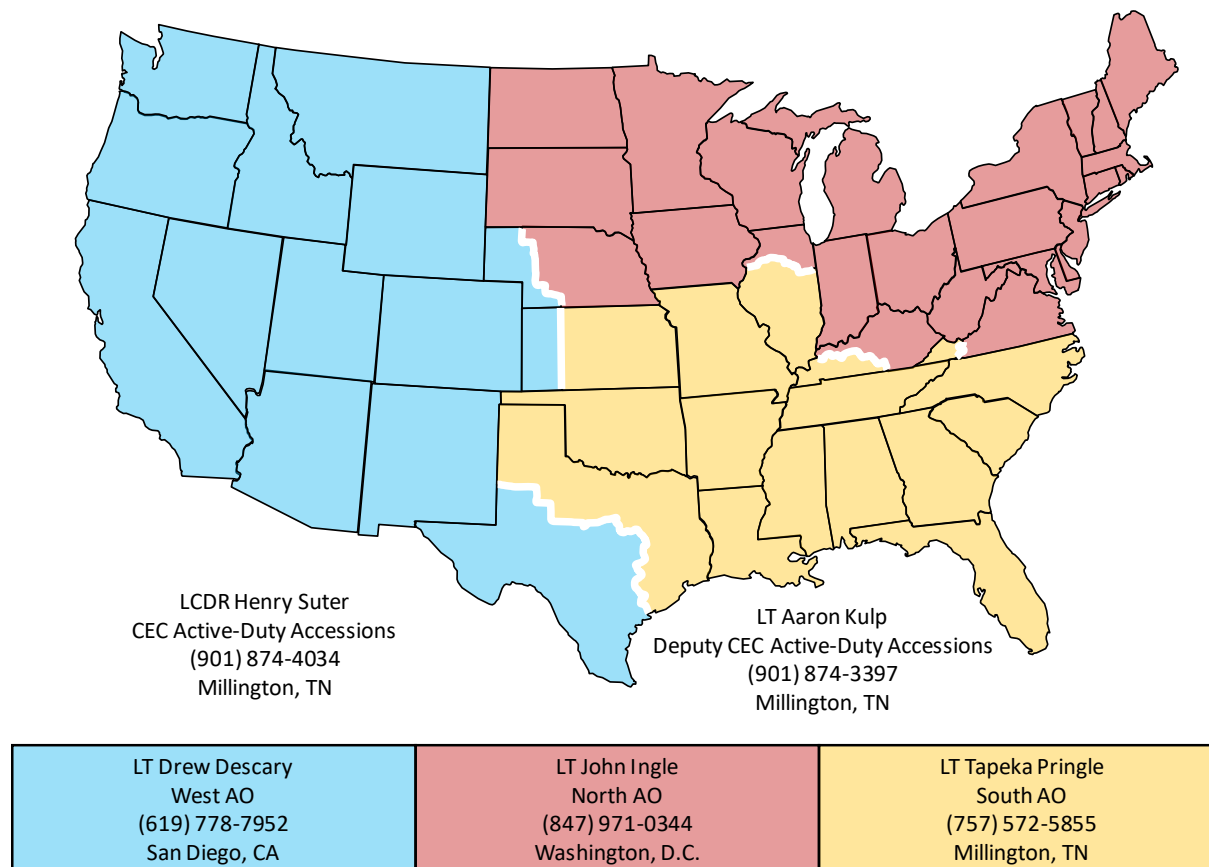 LCDR Henry Suter
CEC Active-Duty Accessions
(901) 874-4034
Millington, TN
LT Aaron Kulp
Deputy CEC Active-Duty Accessions
(901) 874-3397
Millington, TN
LT Drew Descary
West AO
(619) 778-7952
San Diego, CA
LT John Ingle
North AO
(847) 971-0344
Washington, D.C.
LT Tapeka Pringle
South AO
(757) 572-5855
Millington, TN